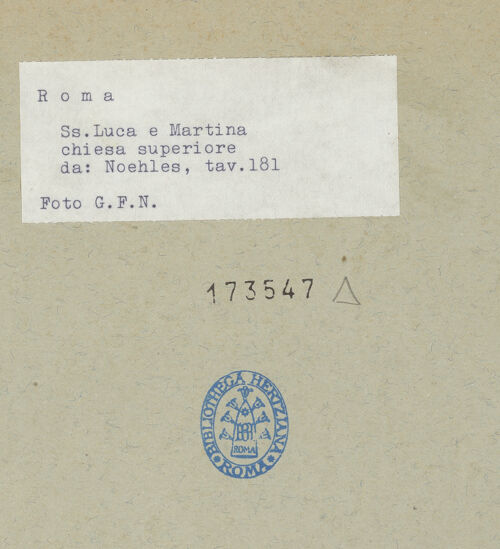 R o m a
Ss.Luca e Martina
chiesa superiore
da: Noehles, tav.181
Foto G.F.N.
173547
BIBLIOTHECA HERTZIANA
ROMA
ROMA